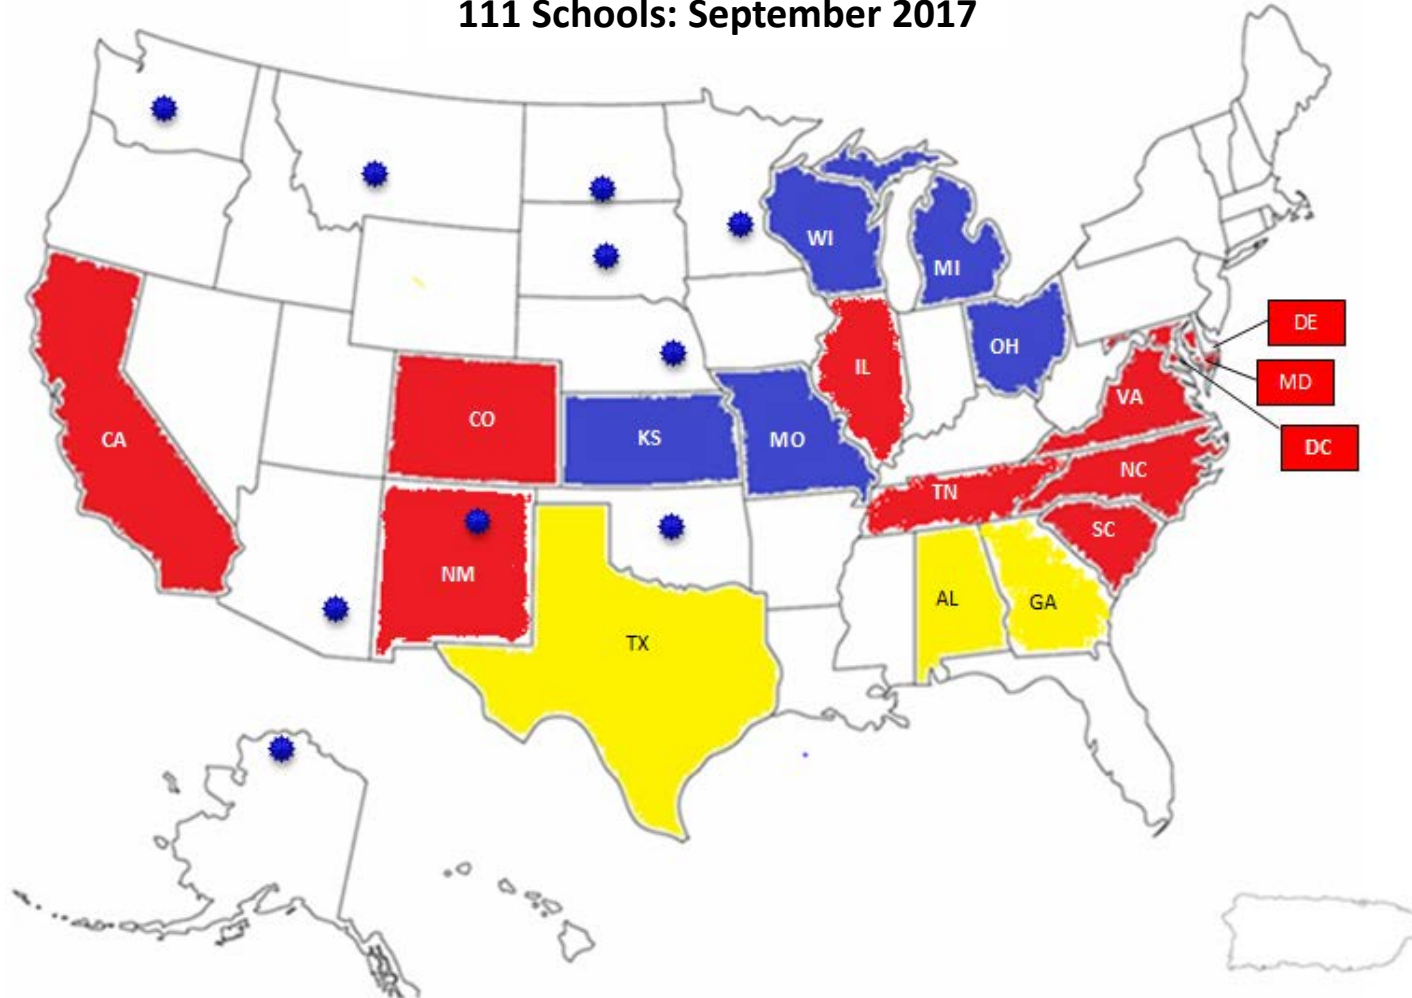 111 Schools: September 2017
WI
MI
DE
OH
IL
MD
VA
CO
CA
KS
MO
DC
NC
TN
SC
NM
AL
GA
TX